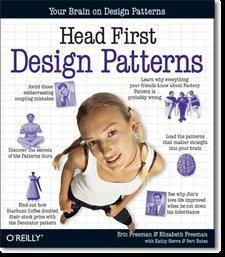 Your Brain on Design Patterns
Head First
Design Patterns
Avoid those
embarrassing
coupling mistakes
Learn why everything
your friends know about Factory
Pattern is
probably wrong
Discover the secrets
of the Patterns Guru
Load the patterns
that matter straight
into your brain
Find out how
Starbuzz Coffee doubled
their stock price with
the Decorator pattern
See why Jim's
love life improved
when he cut down
his inheritance
O'REILLY®
Eric Freeman & Elisabeth Freeman
with Kathy Sierra & Bert Bates